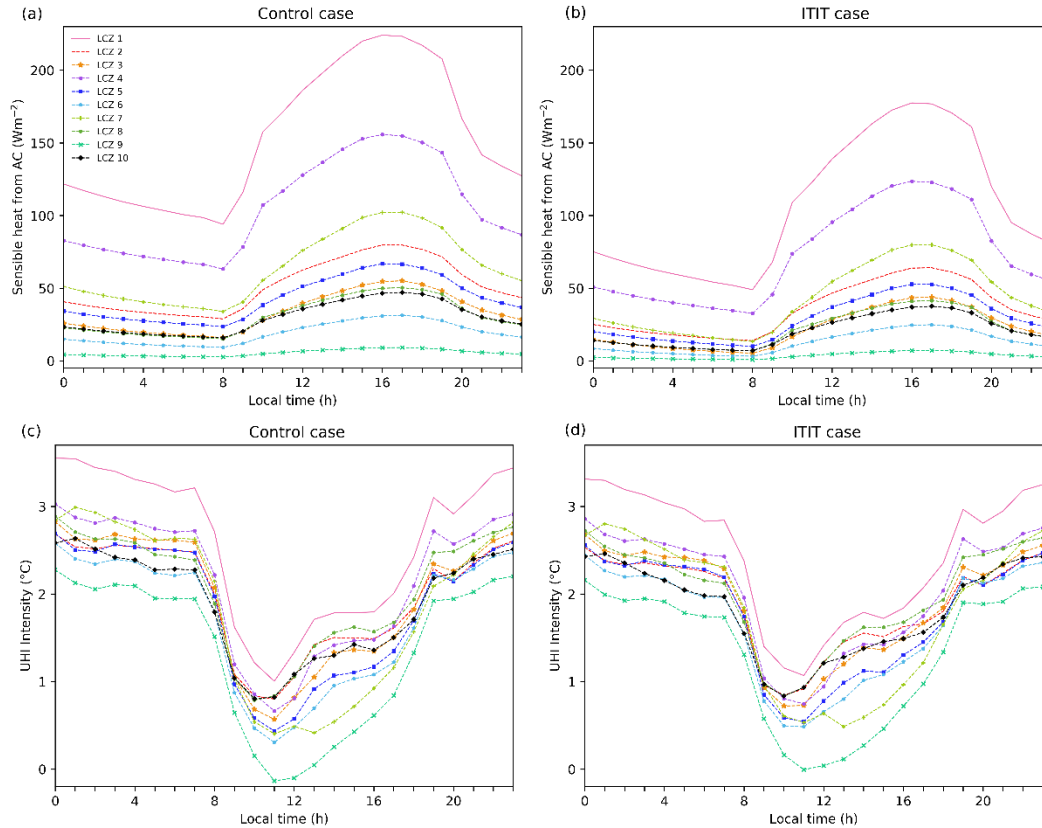 (a)
Control case
Sensible heat from AC (Wm⁻²)
200
150
100
50
0
LCZ 1
LCZ 2
LCZ 3
LCZ 4
LCZ 5
LCZ 6
LCZ 7
LCZ 8
LCZ 9
LCZ 10
0 4 8 12 16 20
Local time (h)
(b)
ITIT case
Sensible heat from AC (Wm⁻²)
200
150
100
50
0
0 4 8 12 16 20
Local time (h)
(c)
Control case
UHI Intensity (°C)
3
2
1
0
0 4 8 12 16 20
Local time (h)
(d)
ITIT case
UHI Intensity (°C)
3
2
1
0
0 4 8 12 16 20
Local time (h)